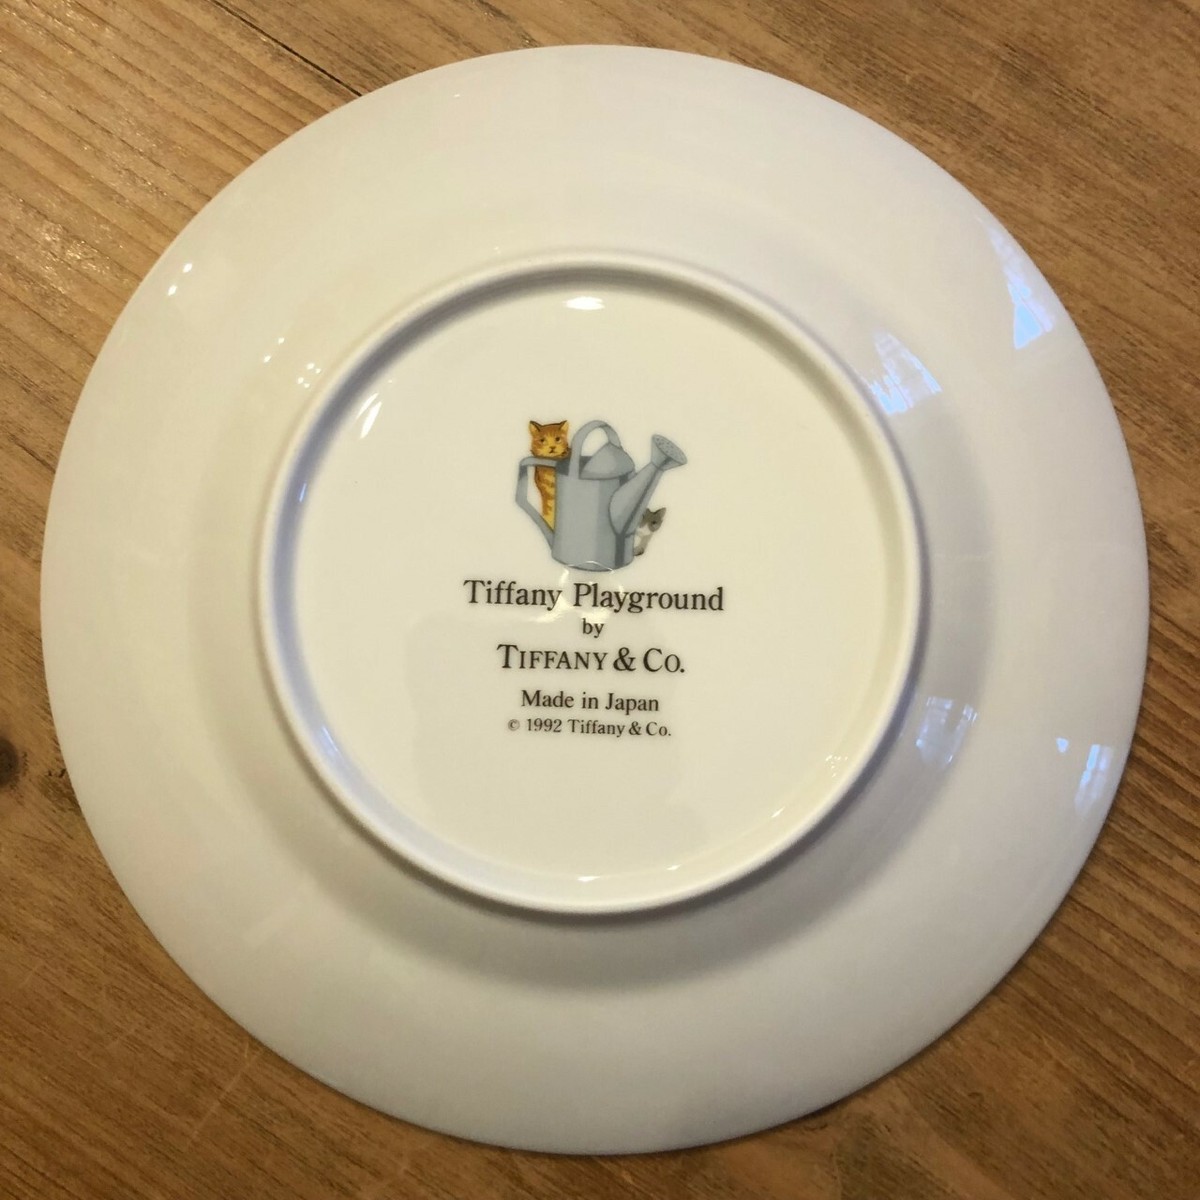 Tiffany Playground
by
TIFFANY & CO.
Made in Japan
© 1992 Tiffany & Co.